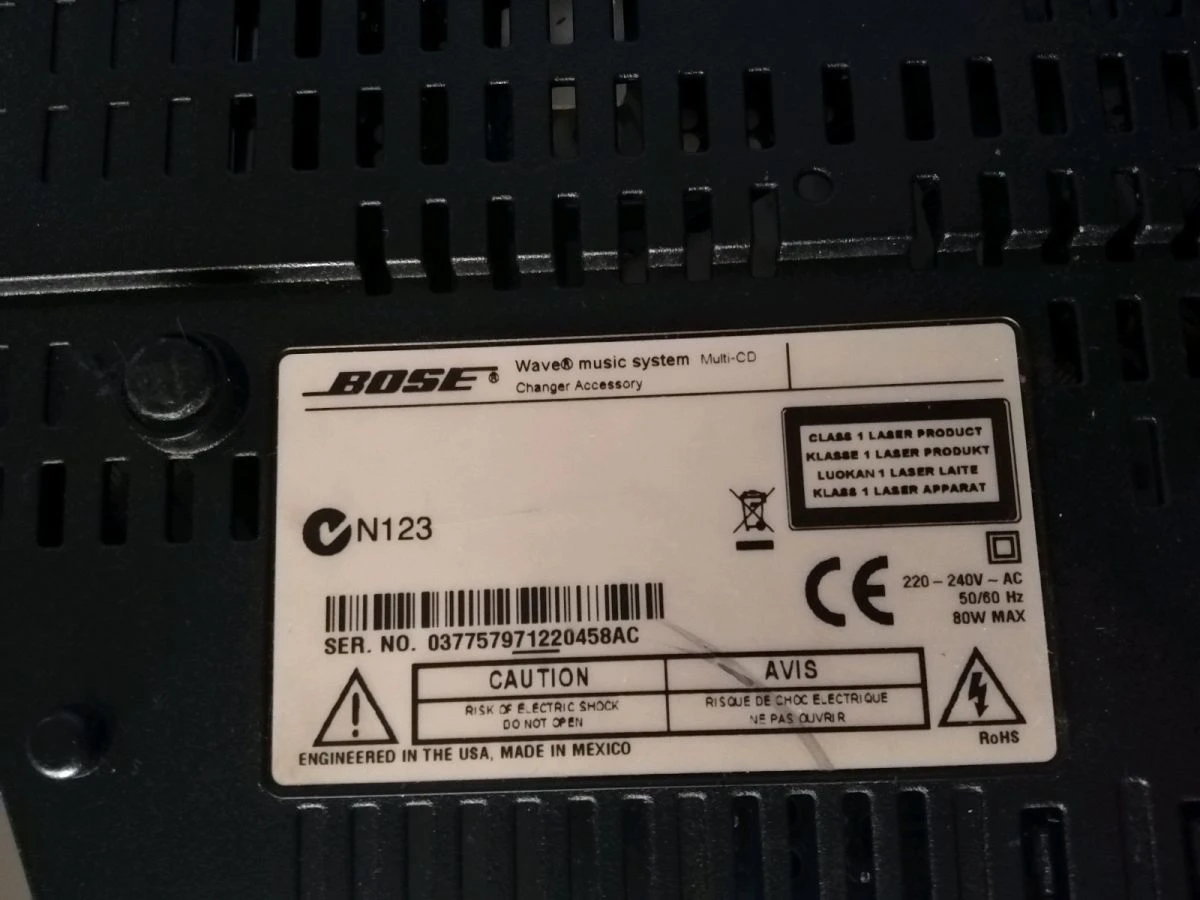 BOSE® Wave® music system Multi-CD
Changer Accessory
CLASS 1 LASER PRODUCT
KLASSE 1 LASER PRODUKT
LUOKAN 1 LASER LAITE
KLASS 1 LASER APPARAT
N123
CE
220 – 240V ~ AC
50/60 Hz
80W MAX
SER. NO. 037757971220458AC
CAUTION
RISK OF ELECTRIC SHOCK
DO NOT OPEN
AVIS
RISQUE DE CHOC ELECTRIQUE
NE PAS OUVRIR
RoHS
ENGINEERED IN THE USA, MADE IN MEXICO